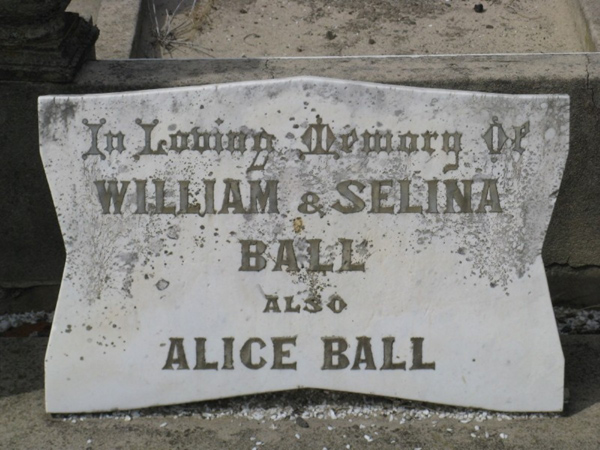 In Loving Memory Of
WILLIAM & SELINA
BALL
ALSO
ALICE BALL